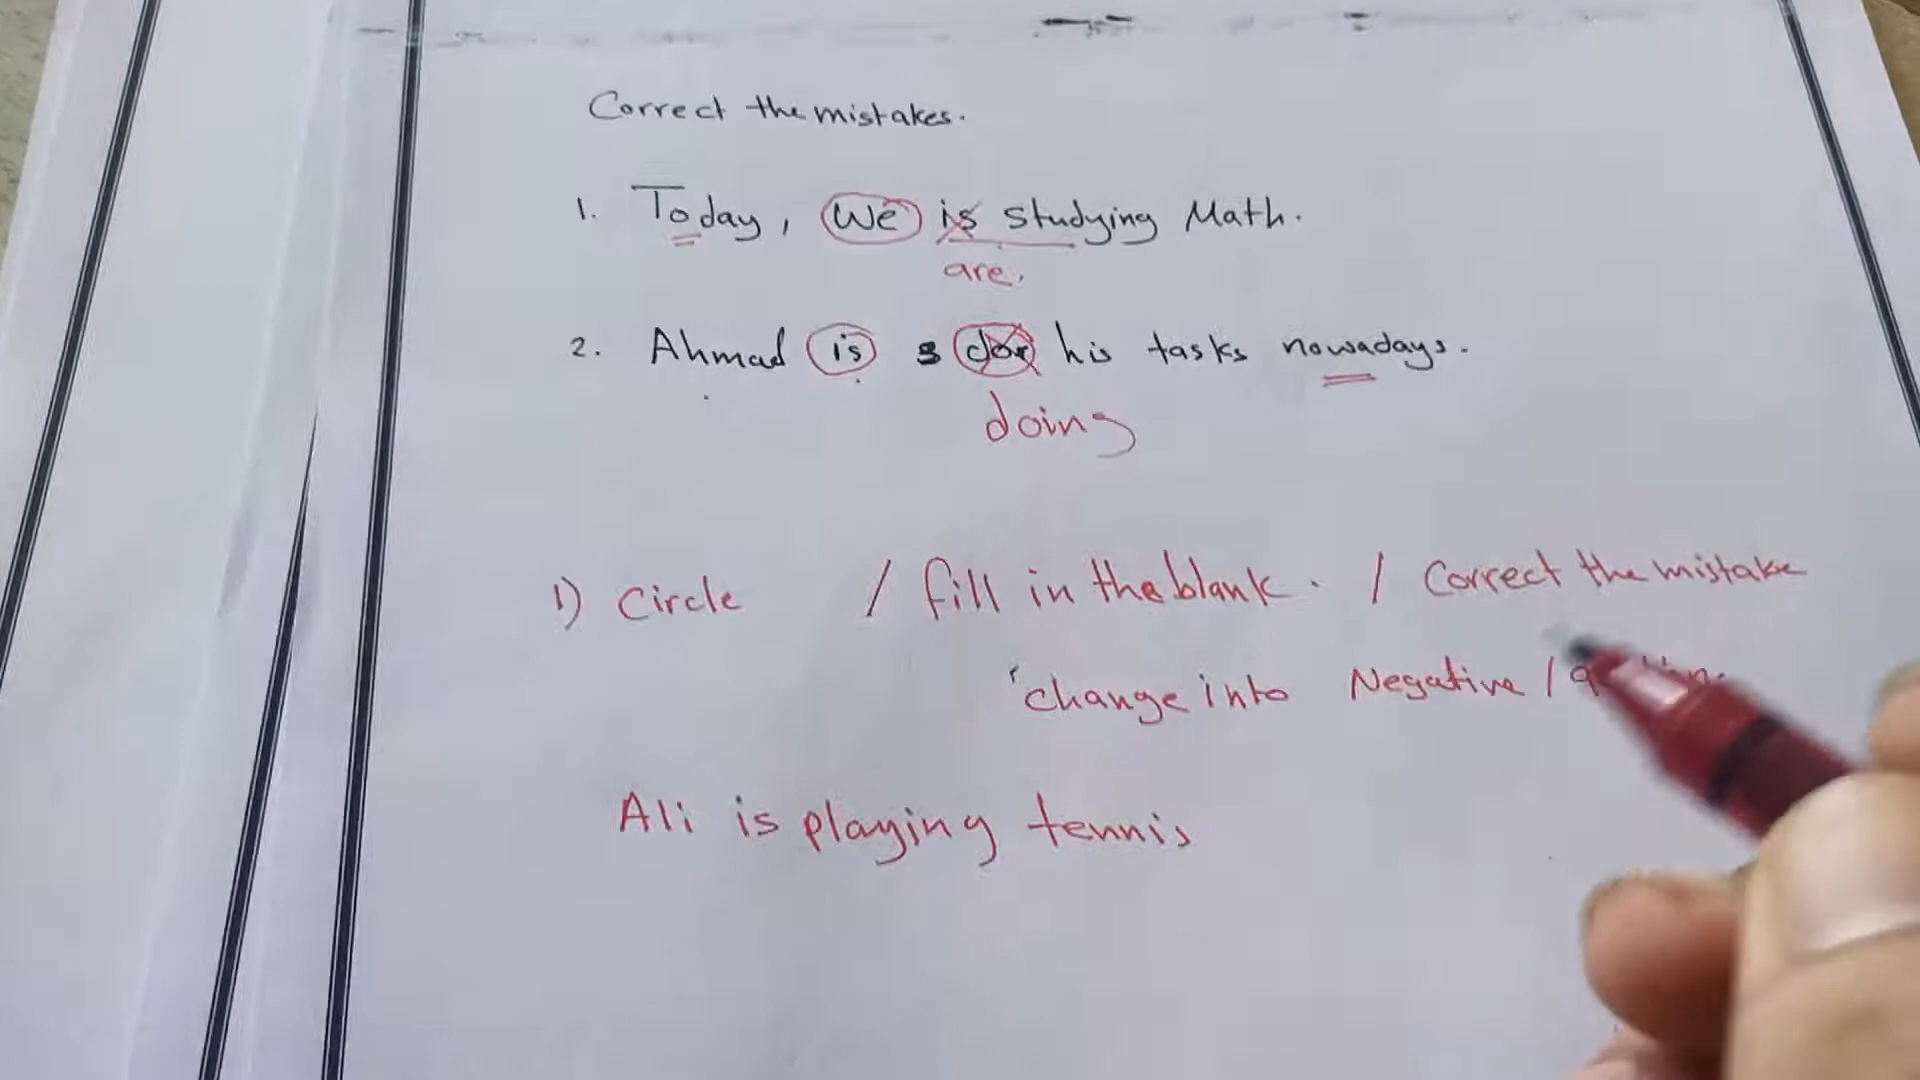 Correct the mistakes.
1. Today, We is studying Math.
are.
2. Ahmad is his tasks nowadays.
doing
1) Circle / fill in the blank. / Correct the mistake
change into Negative /
Ali is playing tennis